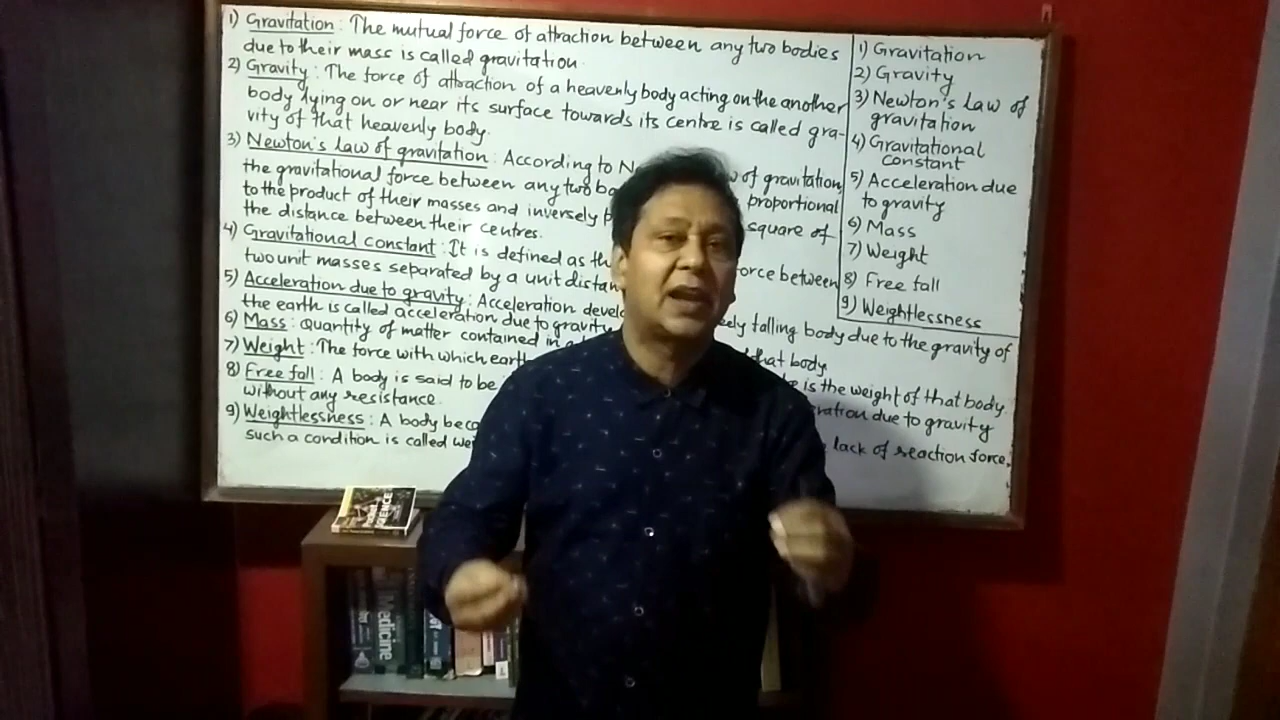 1) Gravitation : The mutual force of attraction between any two bodies
due to their mass is called gravitation.
2) Gravity : The force of attraction of a heavenly body acting on the another
body lying on or near its surface towards its centre is called gra-
vity of that heavenly body.
3) Newton's law of gravitation : According to of gravitation
the gravitational force between any two proportional
to the product of their masses and inversely square of
the distance between their centres.
4) Gravitational constant : It is defined as force between
two unit masses separated by a unit
5) Acceleration due to gravity : Acceleration falling body due to the gravity of
the earth is called acceleration due to gravity
6) Mass : quantity of matter contained in that body
7) Weight : The force with which is the weight of that body.
8) Free fall : A body is said to be due to gravity
without any resistance.
9) Weightlessness : A body lack of reaction force,
such a condition is called
1) Gravitation
2) Gravity
3) Newton's Law of
gravitation
4) Gravitational
constant
5) Acceleration due
to gravity
6) Mass
7) Weight
8) Free fall
9) Weightlessness
SCIENCE
Medicine